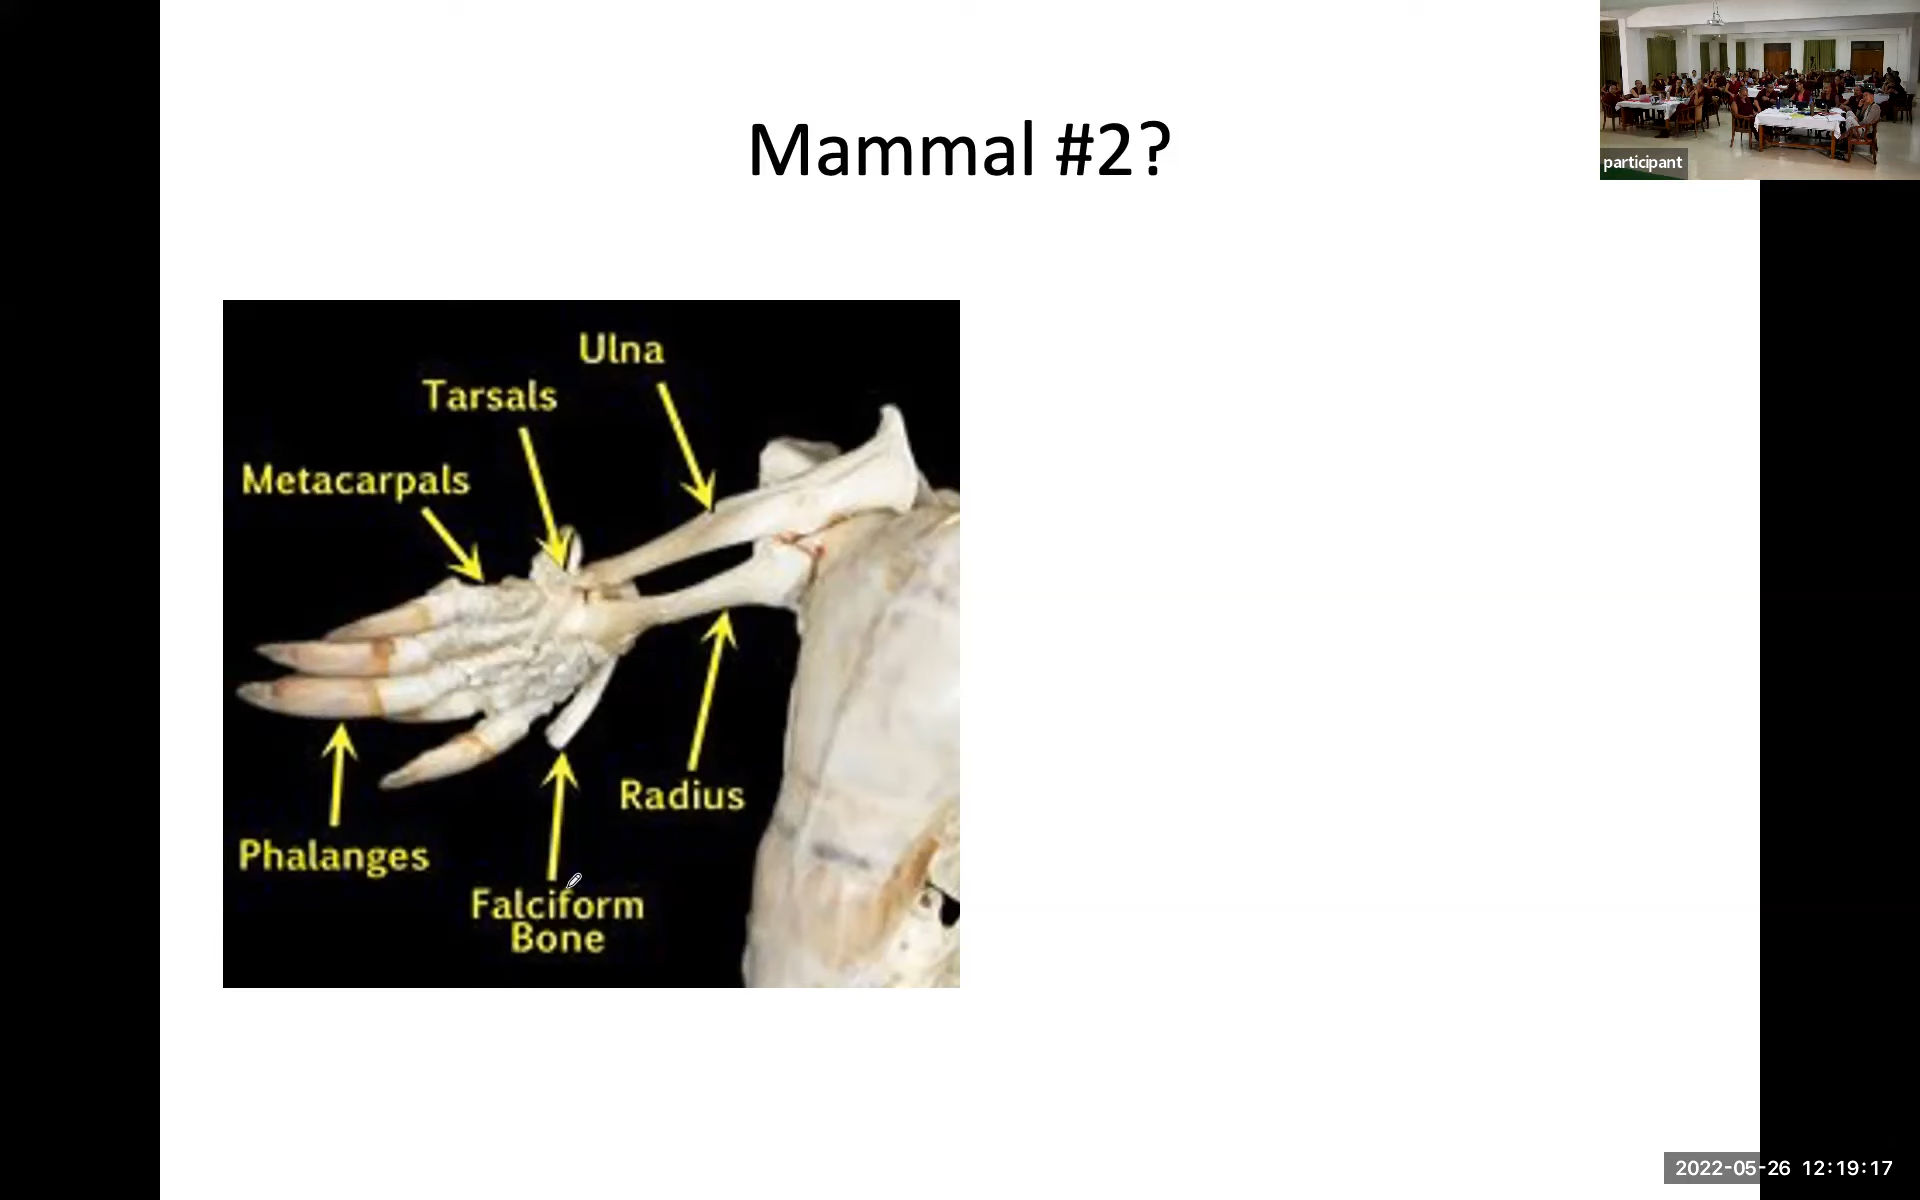 Mammal #2?
participant
Ulna
Tarsals
Metacarpals
Radius
Phalanges
Falciform
Bone
2022-05-26 12:19:17